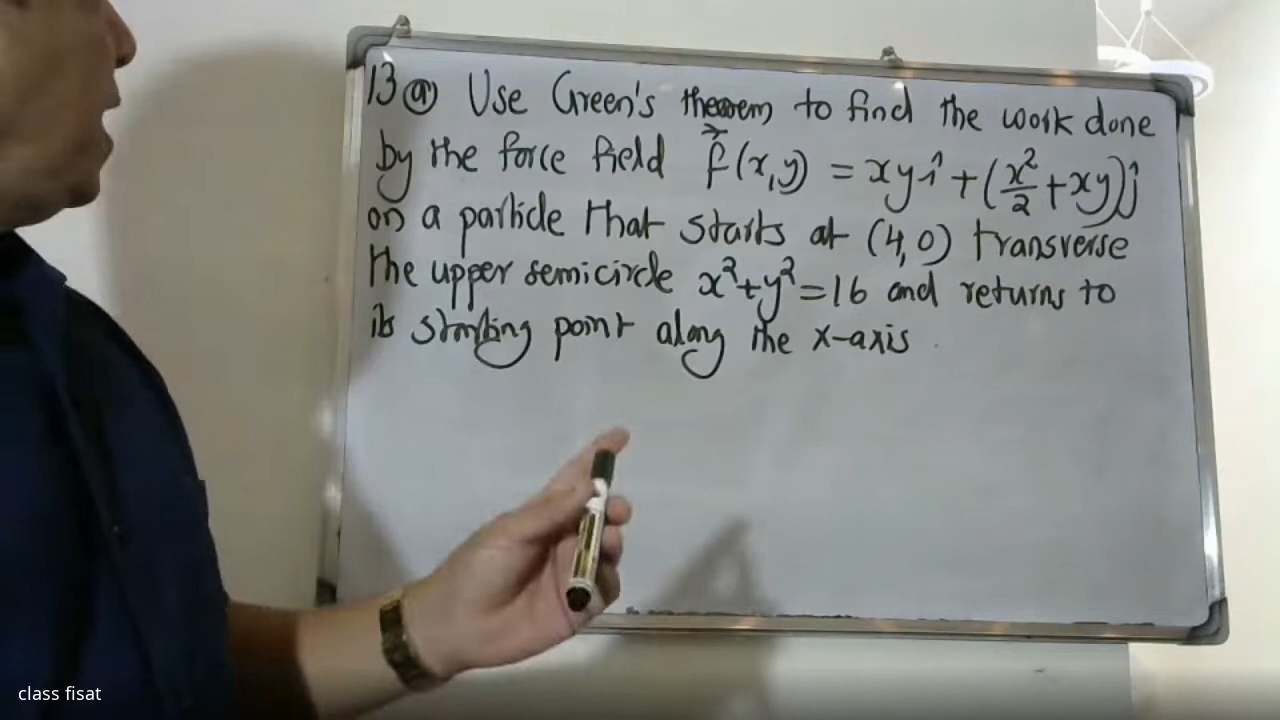 13 (a) Use Green's theorem to find the work done
by the force field f⃗(x,y) = xy î + (x²/2 + xy) ĵ
on a particle that starts at (4,0) transverse
the upper semicircle x²+y²=16 and returns to
its starting point along the x-axis.
class fisat